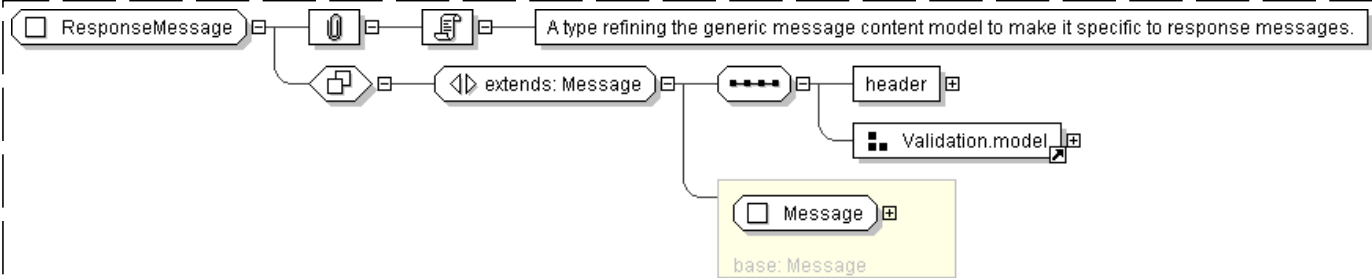 ResponseMessage
A type refining the generic message content model to make it specific to response messages.
extends: Message
header
Validation.model
Message
base: Message